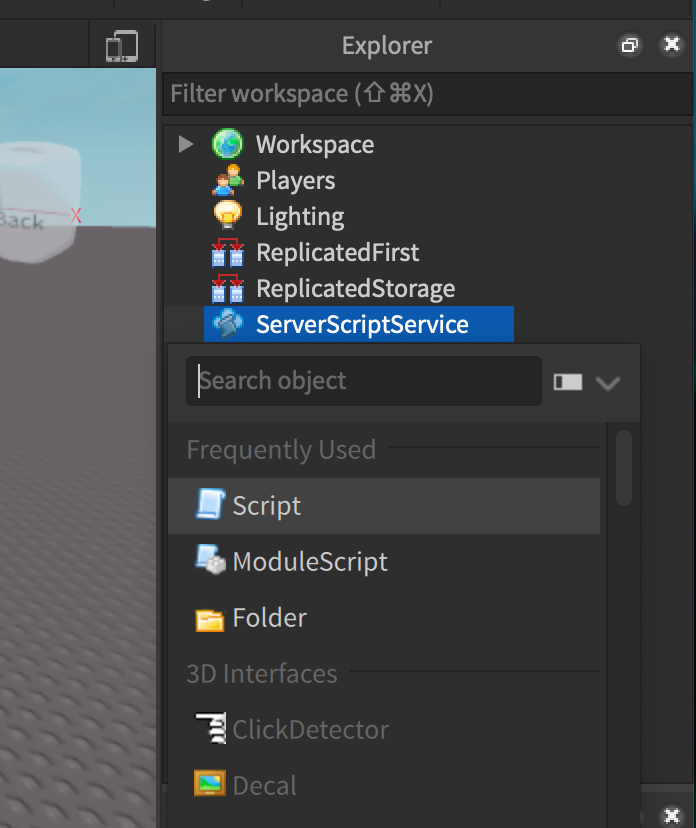 Explorer
Filter workspace (⇧⌘X)
Workspace
Players
Lighting
ReplicatedFirst
ReplicatedStorage
ServerScriptService
Search object
Frequently Used
Script
ModuleScript
Folder
3D Interfaces
ClickDetector
Decal
Back
X